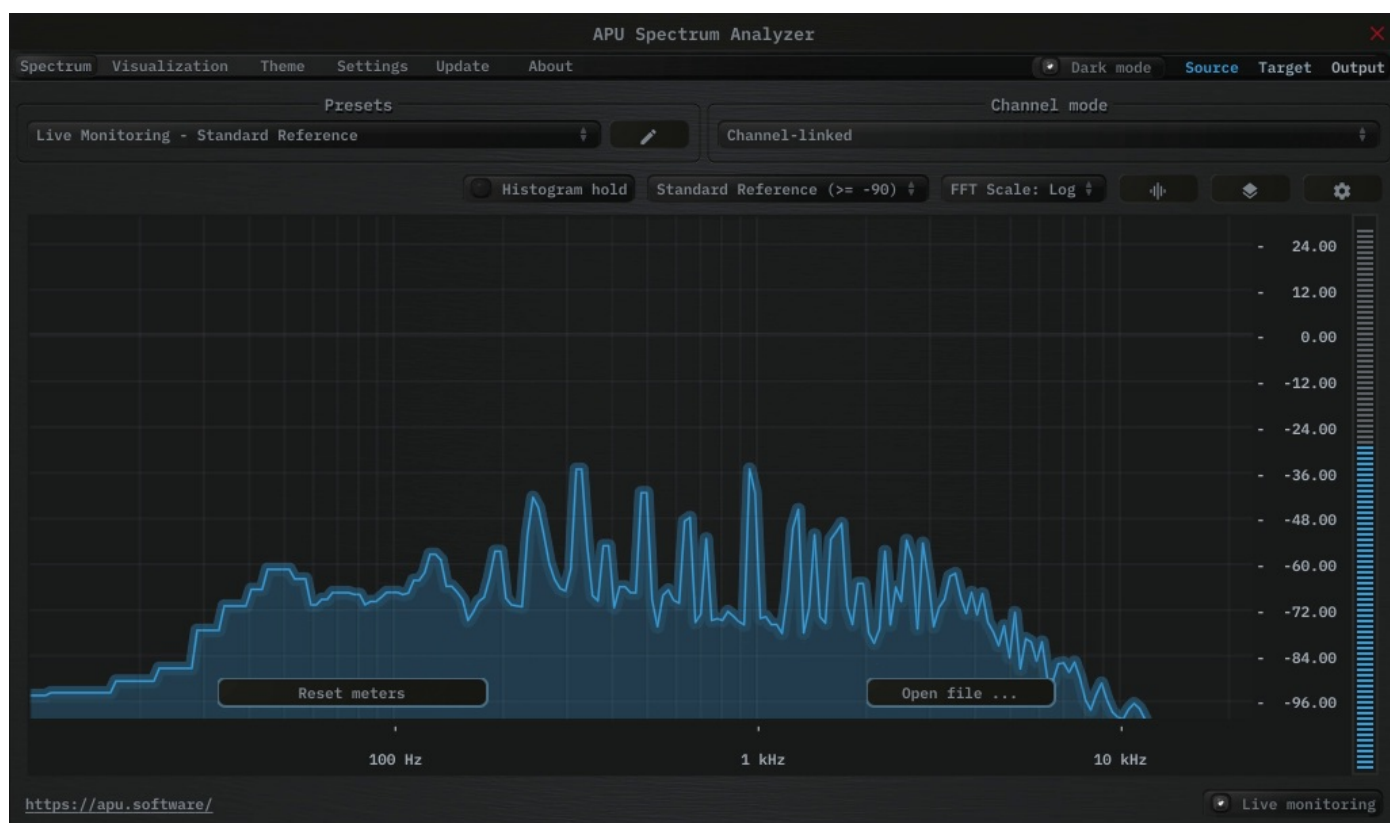 APU Spectrum Analyzer
Spectrum Visualization Theme Settings Update About Dark mode Source Target Output
Presets Channel mode
Live Monitoring - Standard Reference Channel-linked
Histogram hold Standard Reference (>= -90) FFT Scale: Log
- 24.00
- 12.00
- 0.00
- -12.00
- -24.00
- -36.00
- -48.00
- -60.00
- -72.00
- -84.00
Reset meters Open file ...
- -96.00
100 Hz 1 kHz 10 kHz
https://apu.software/ Live monitoring